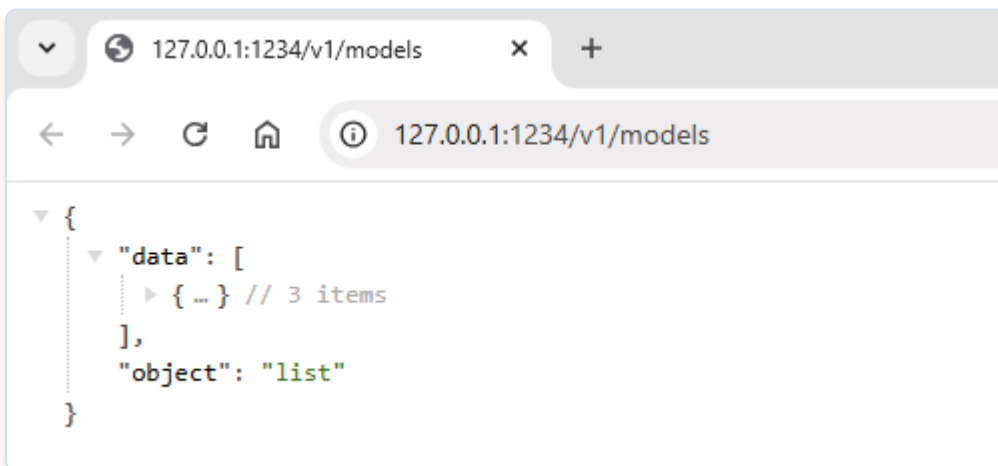 127.0.0.1:1234/v1/models
127.0.0.1:1234/v1/models
{
"data": [
{ … } // 3 items
],
"object": "list"
}